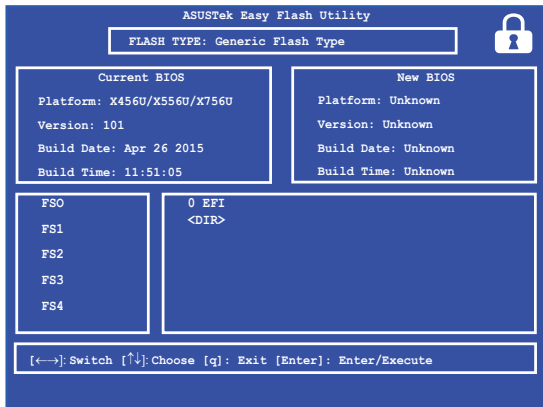 ASUSTek Easy Flash Utility
FLASH TYPE: Generic Flash Type
Current BIOS
Platform: X456U/X556U/X756U
Version: 101
Build Date: Apr 26 2015
Build Time: 11:51:05
New BIOS
Platform: Unknown
Version: Unknown
Build Date: Unknown
Build Time: Unknown
FSO
FS1
FS2
FS3
FS4
0 EFI
<DIR>
[←→]: Switch [↑↓]: Choose [q]: Exit [Enter]: Enter/Execute